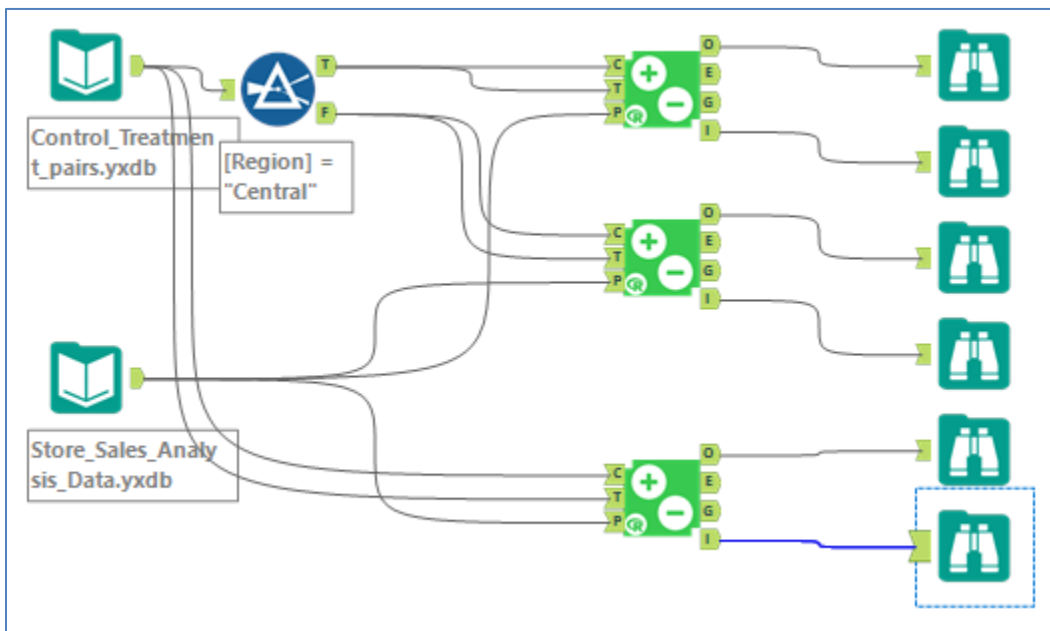 T
F
C
T
P
R
O
E
G
I
Control_Treatmen
t_pairs.yxdb
[Region] =
"Central"
C
T
P
R
O
E
G
I
Store_Sales_Analy
sis_Data.yxdb
C
T
P
R
O
E
G
I